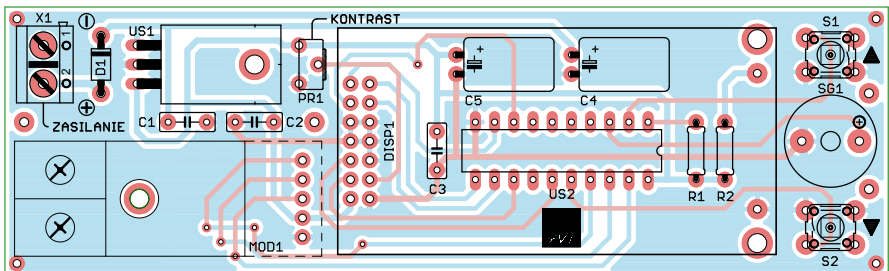 X1
KONTRAST
S1
1
US1
D1
2
PR1
C5
C4
SG1
ZASILANIE
C1
C2
DISP1
C3
US2
R1
R2
MOD1
S2